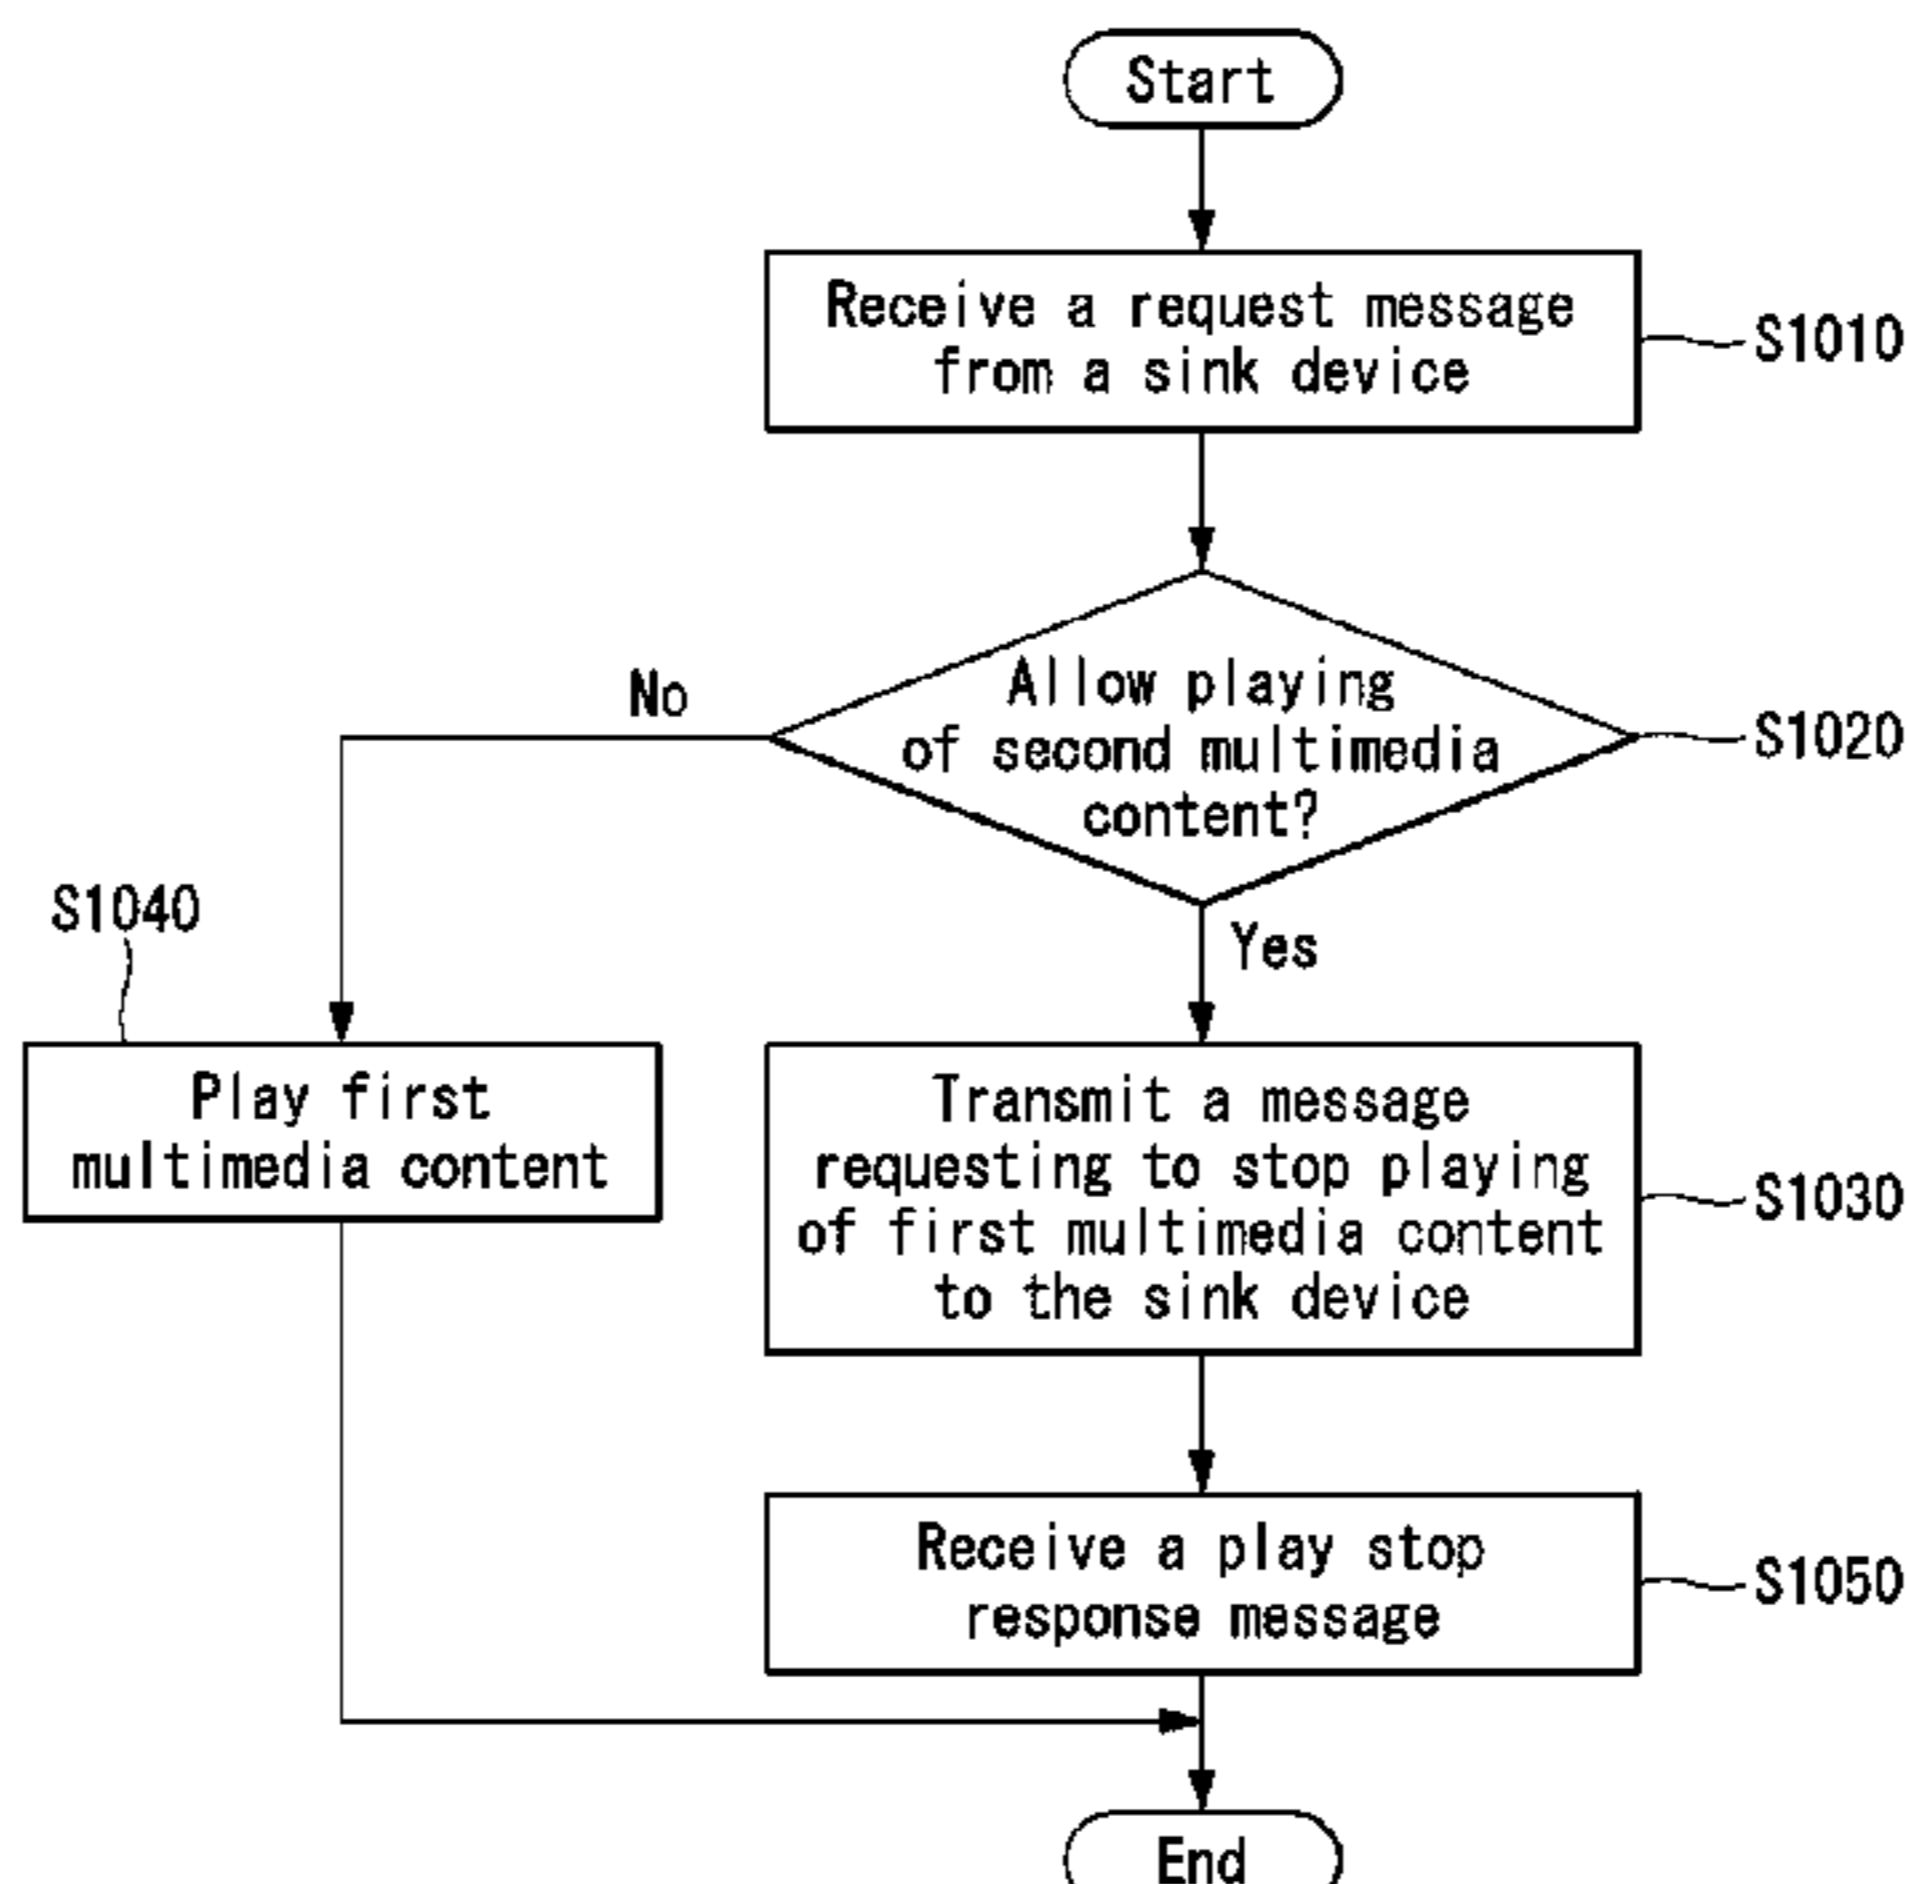 Start
Receive a request message
from a sink device
S1010
Allow playing
of second multimedia
content?
S1020
No
Yes
S1040
Play first
multimedia content
Transmit a message
requesting to stop playing
of first multimedia content
to the sink device
S1030
Receive a play stop
response message
S1050
End